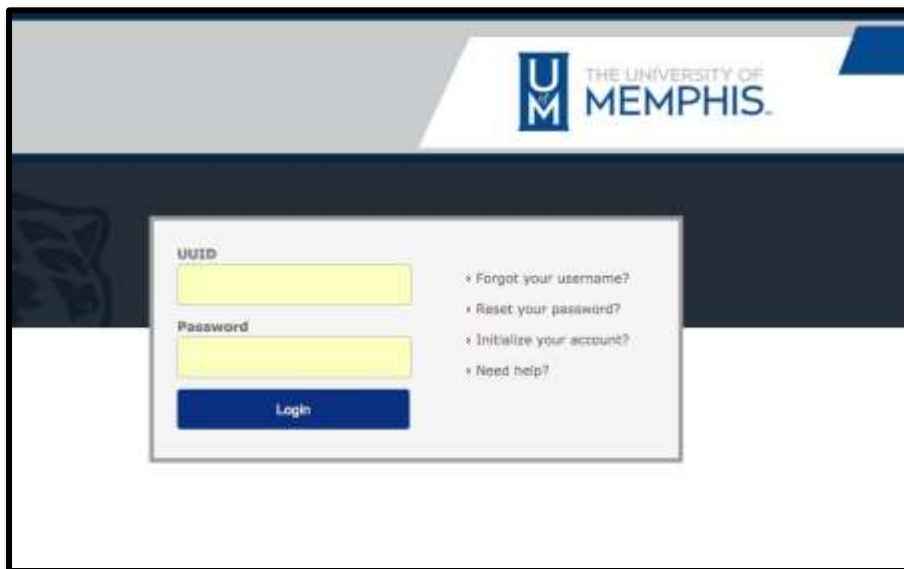 THE UNIVERSITY OF
MEMPHIS
UUID
Password
Login
Forgot your username?
Reset your password?
Initialize your account?
Need help?